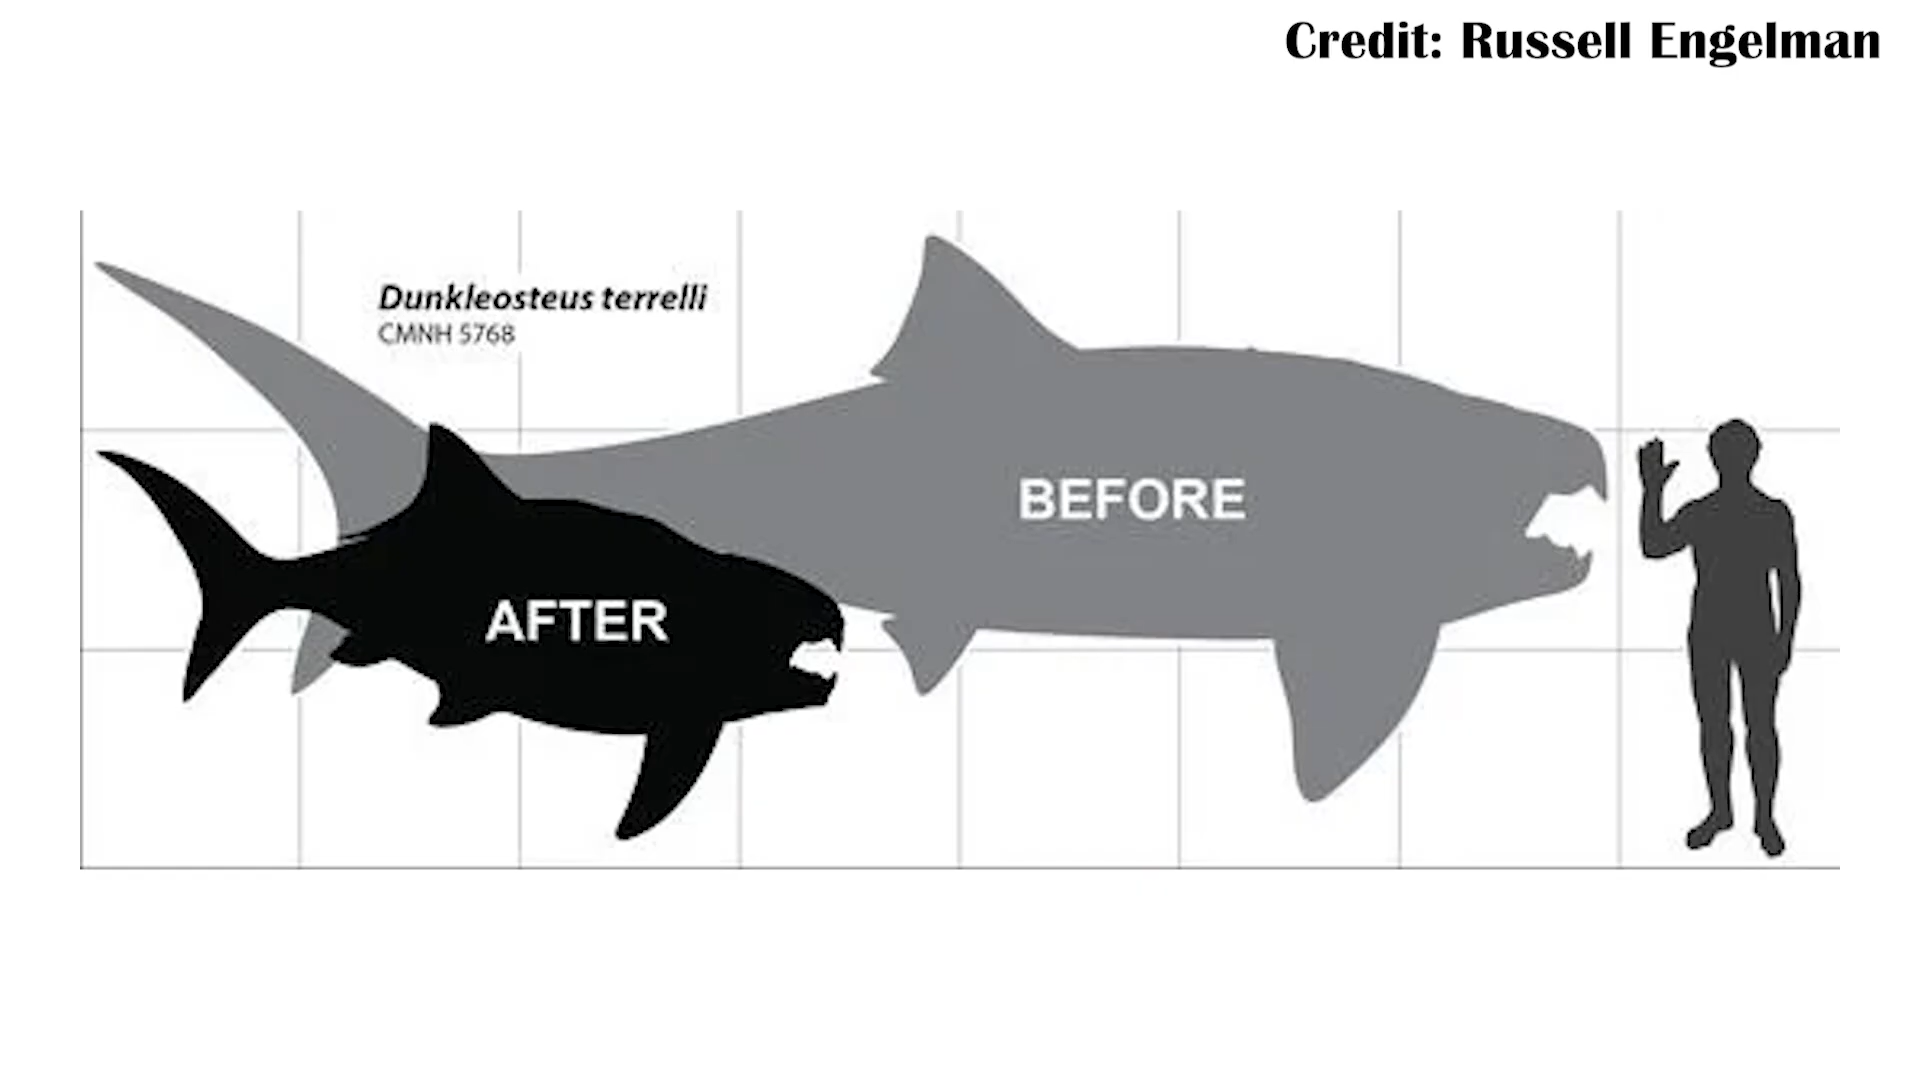 Credit: Russell Engelman
Dunkleosteus terrelli
CMNH 5768
BEFORE
AFTER